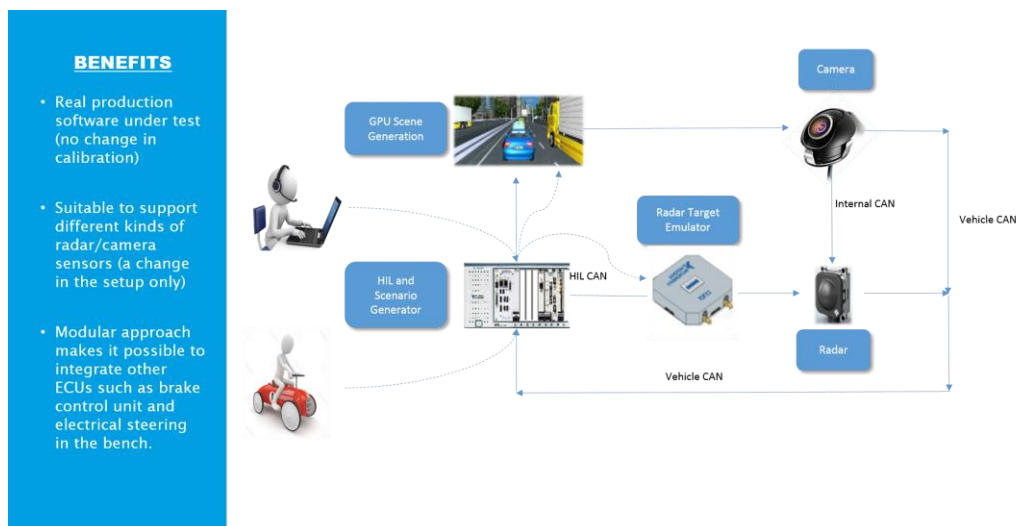 BENEFITS
• Real production
software under test
(no change in
calibration)
• Suitable to support
different kinds of
radar/camera
sensors (a change
in the setup only)
• Modular approach
makes it possible to
integrate other
ECUs such as brake
control unit and
electrical steering
in the bench.
Camera
GPU Scene
Generation
Internal CAN
Vehicle CAN
Radar Target
Emulator
HIL and
Scenario
Generator
HIL CAN
Radar
Vehicle CAN